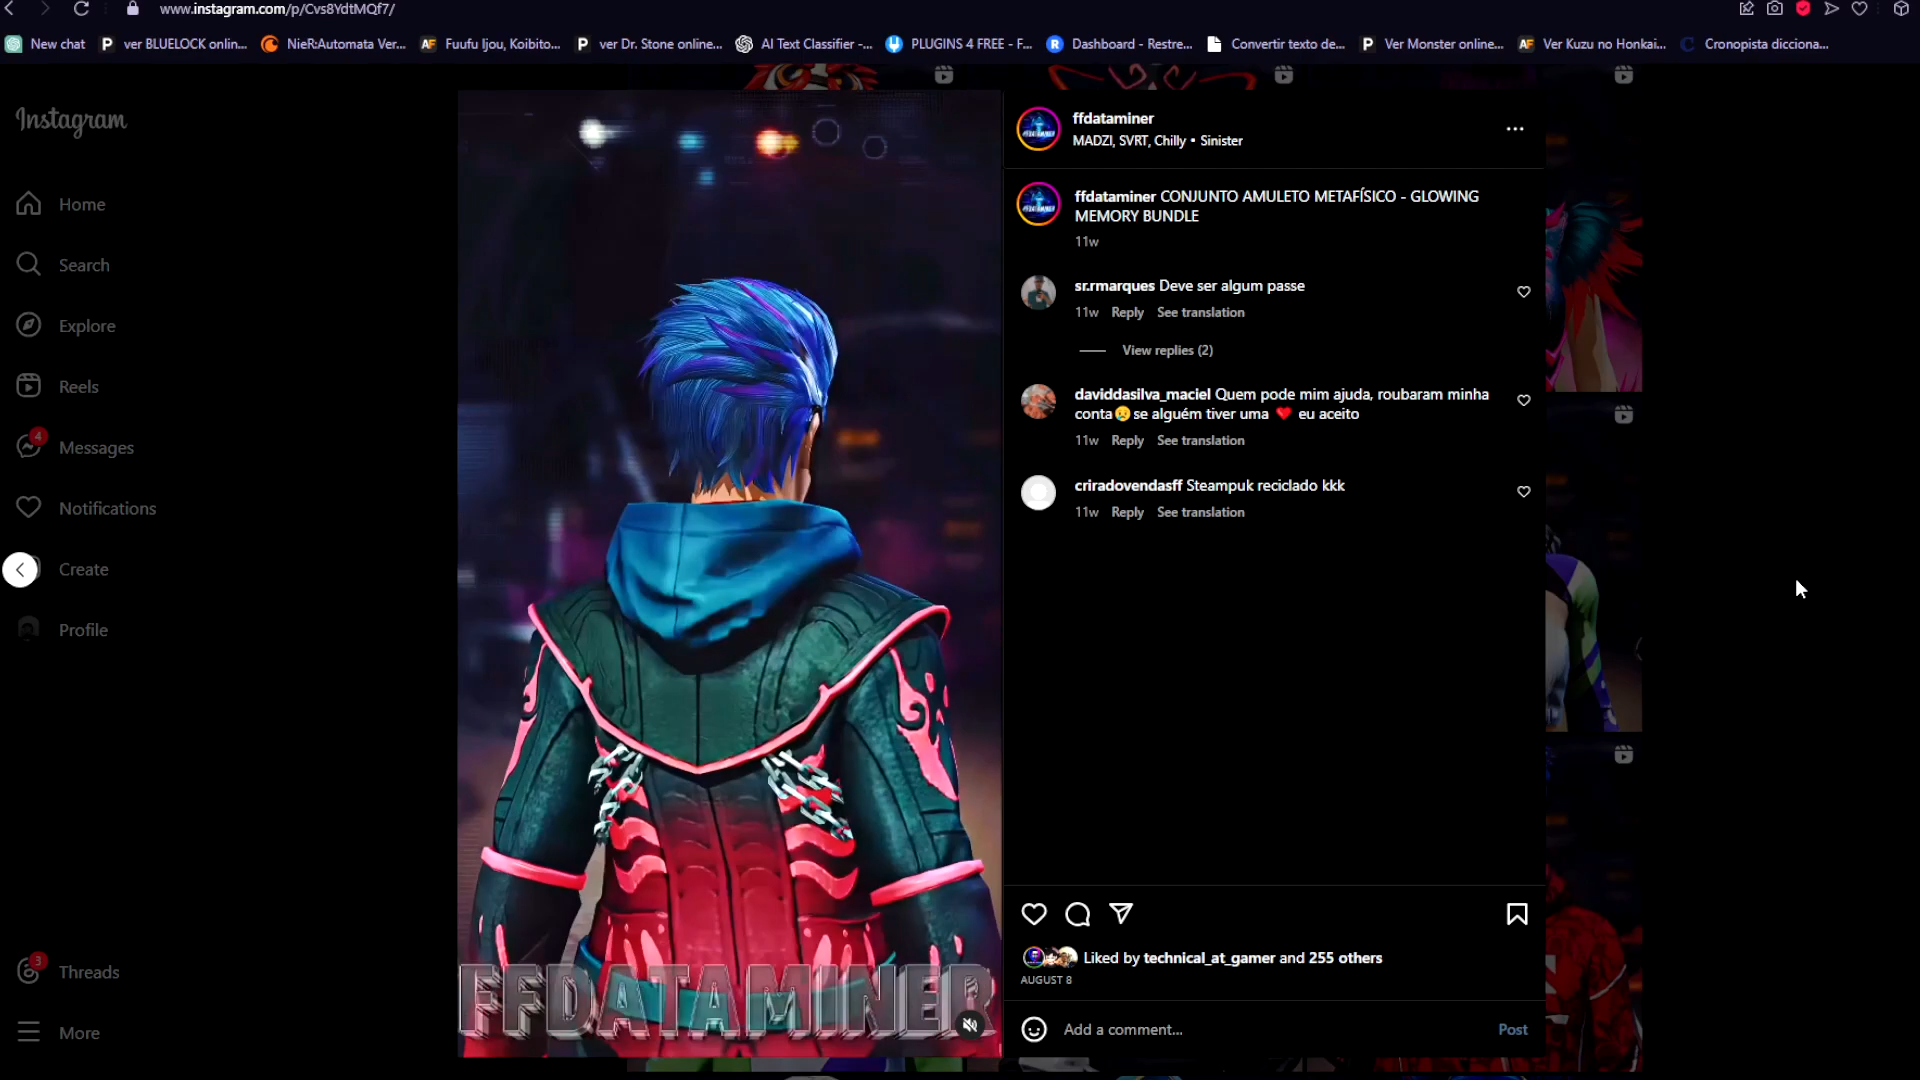 www.instagram.com/p/Cvs8YdtMQf7/
New chat
ver BLUELOCK onlin...
NieR:Automata Ver...
Fuufu Ijou, Koibito...
ver Dr. Stone online...
AI Text Classifier -...
PLUGINS 4 FREE - F...
Dashboard - Restre...
Convertir texto de...
Ver Monster online...
Ver Kuzu no Honkai...
Cronopista dicciona...
Instagram
Home
Search
Explore
Reels
4
Messages
Notifications
Create
Profile
3
Threads
More
FFDATAMINER
ffdataminer
MADZI, SVRT, Chilly • Sinister
ffdataminer CONJUNTO AMULETO METAFÍSICO - GLOWING
MEMORY BUNDLE
11w
sr.rmarques Deve ser algum passe
11w Reply See translation
View replies (2)
daviddasilva_maciel Quem pode mim ajuda, roubaram minha
conta😥se alguém tiver uma ❤️ eu aceito
11w Reply See translation
criradovendasff Steampuk reciclado kkk
11w Reply See translation
Liked by technical_at_gamer and 255 others
AUGUST 8
Add a comment...
Post